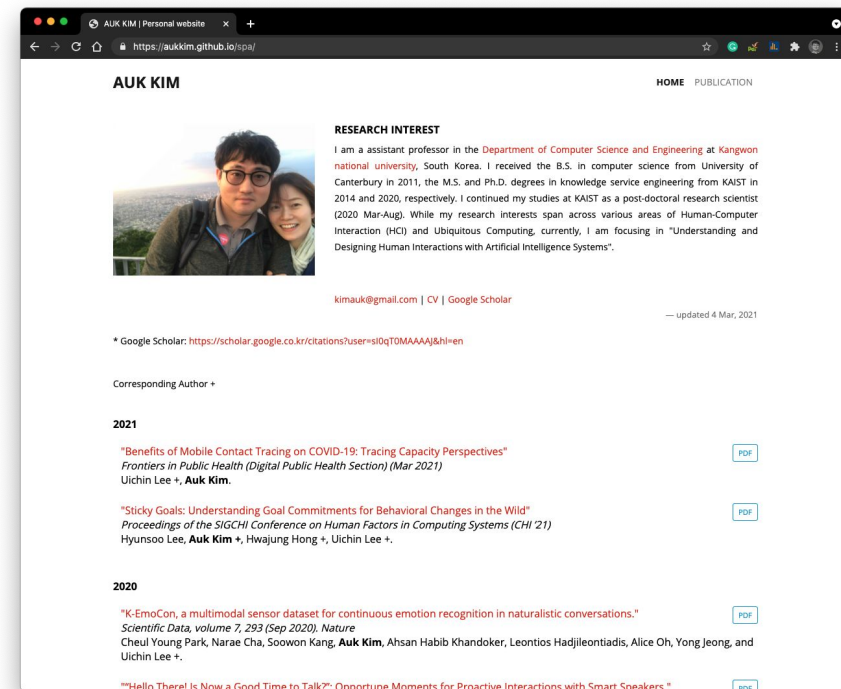 AUK KIM | Personal website
https://aukkim.github.io/spa/
AUK KIM
HOME PUBLICATION
RESEARCH INTEREST
I am a assistant professor in the Department of Computer Science and Engineering at Kangwon
national university, South Korea. I received the B.S. in computer science from University of
Canterbury in 2011, the M.S. and Ph.D. degrees in knowledge service engineering from KAIST in
2014 and 2020, respectively. I continued my studies at KAIST as a post-doctoral research scientist
(2020 Mar-Aug). While my research interests span across various areas of Human-Computer
Interaction (HCI) and Ubiquitous Computing, currently, I am focusing in "Understanding and
Designing Human Interactions with Artificial Intelligence Systems".
kimauk@gmail.com | CV | Google Scholar
— updated 4 Mar, 2021
* Google Scholar: https://scholar.google.co.kr/citations?user=sI0qT0MAAAAJ&hl=en
Corresponding Author +
2021
"Benefits of Mobile Contact Tracing on COVID-19: Tracing Capacity Perspectives"
PDF
Frontiers in Public Health (Digital Public Health Section) (Mar 2021)
Uichin Lee +, Auk Kim.
"Sticky Goals: Understanding Goal Commitments for Behavioral Changes in the Wild"
PDF
Proceedings of the SIGCHI Conference on Human Factors in Computing Systems (CHI '21)
Hyunsoo Lee, Auk Kim +, Hwajung Hong +, Uichin Lee +.
2020
"K-EmoCon, a multimodal sensor dataset for continuous emotion recognition in naturalistic conversations."
PDF
Scientific Data, volume 7, 293 (Sep 2020). Nature
Cheul Young Park, Narae Cha, Soowon Kang, Auk Kim, Ahsan Habib Khandoker, Leontios Hadjileontiadis, Alice Oh, Yong Jeong, and
Uichin Lee +.
""Hello There! Is Now a Good Time to Talk?": Opportune Moments for Proactive Interactions with Smart Speakers."
PDF